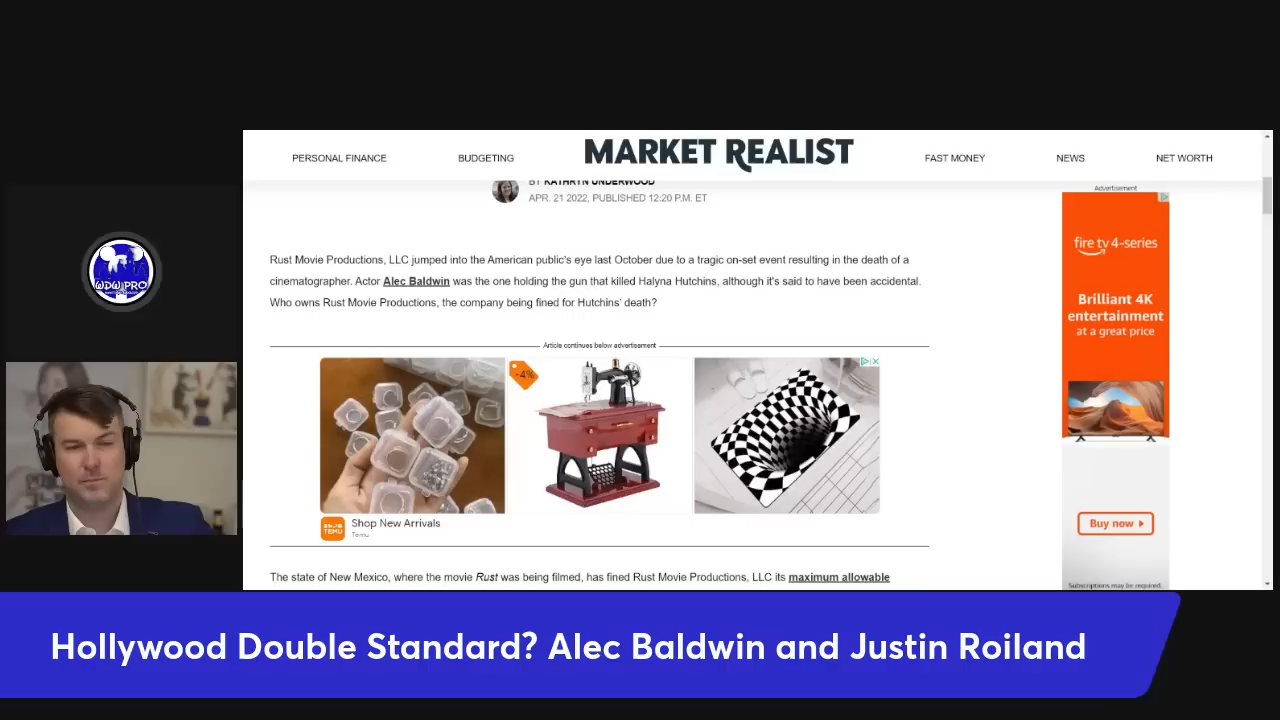 PERSONAL FINANCE
BUDGETING
MARKET REALIST
FAST MONEY
NEWS
NET WORTH
BY KATHRYN UNDERWOOD
APR. 21 2022, PUBLISHED 12:20 P.M. ET
Advertisement
fire tv 4-series
Brilliant 4K
entertainment
at a great price
Rust Movie Productions, LLC jumped into the American public's eye last October due to a tragic on-set event resulting in the death of a
cinematographer. Actor Alec Baldwin was the one holding the gun that killed Halyna Hutchins, although it's said to have been accidental.
Who owns Rust Movie Productions, the company being fined for Hutchins' death?
WDW PRO
Article continues below advertisement
-4%
TEMU
Shop New Arrivals
Temu
Buy now
Subscriptions may be required.
The state of New Mexico, where the movie Rust was being filmed, has fined Rust Movie Productions, LLC its maximum allowable
Hollywood Double Standard? Alec Baldwin and Justin Roiland